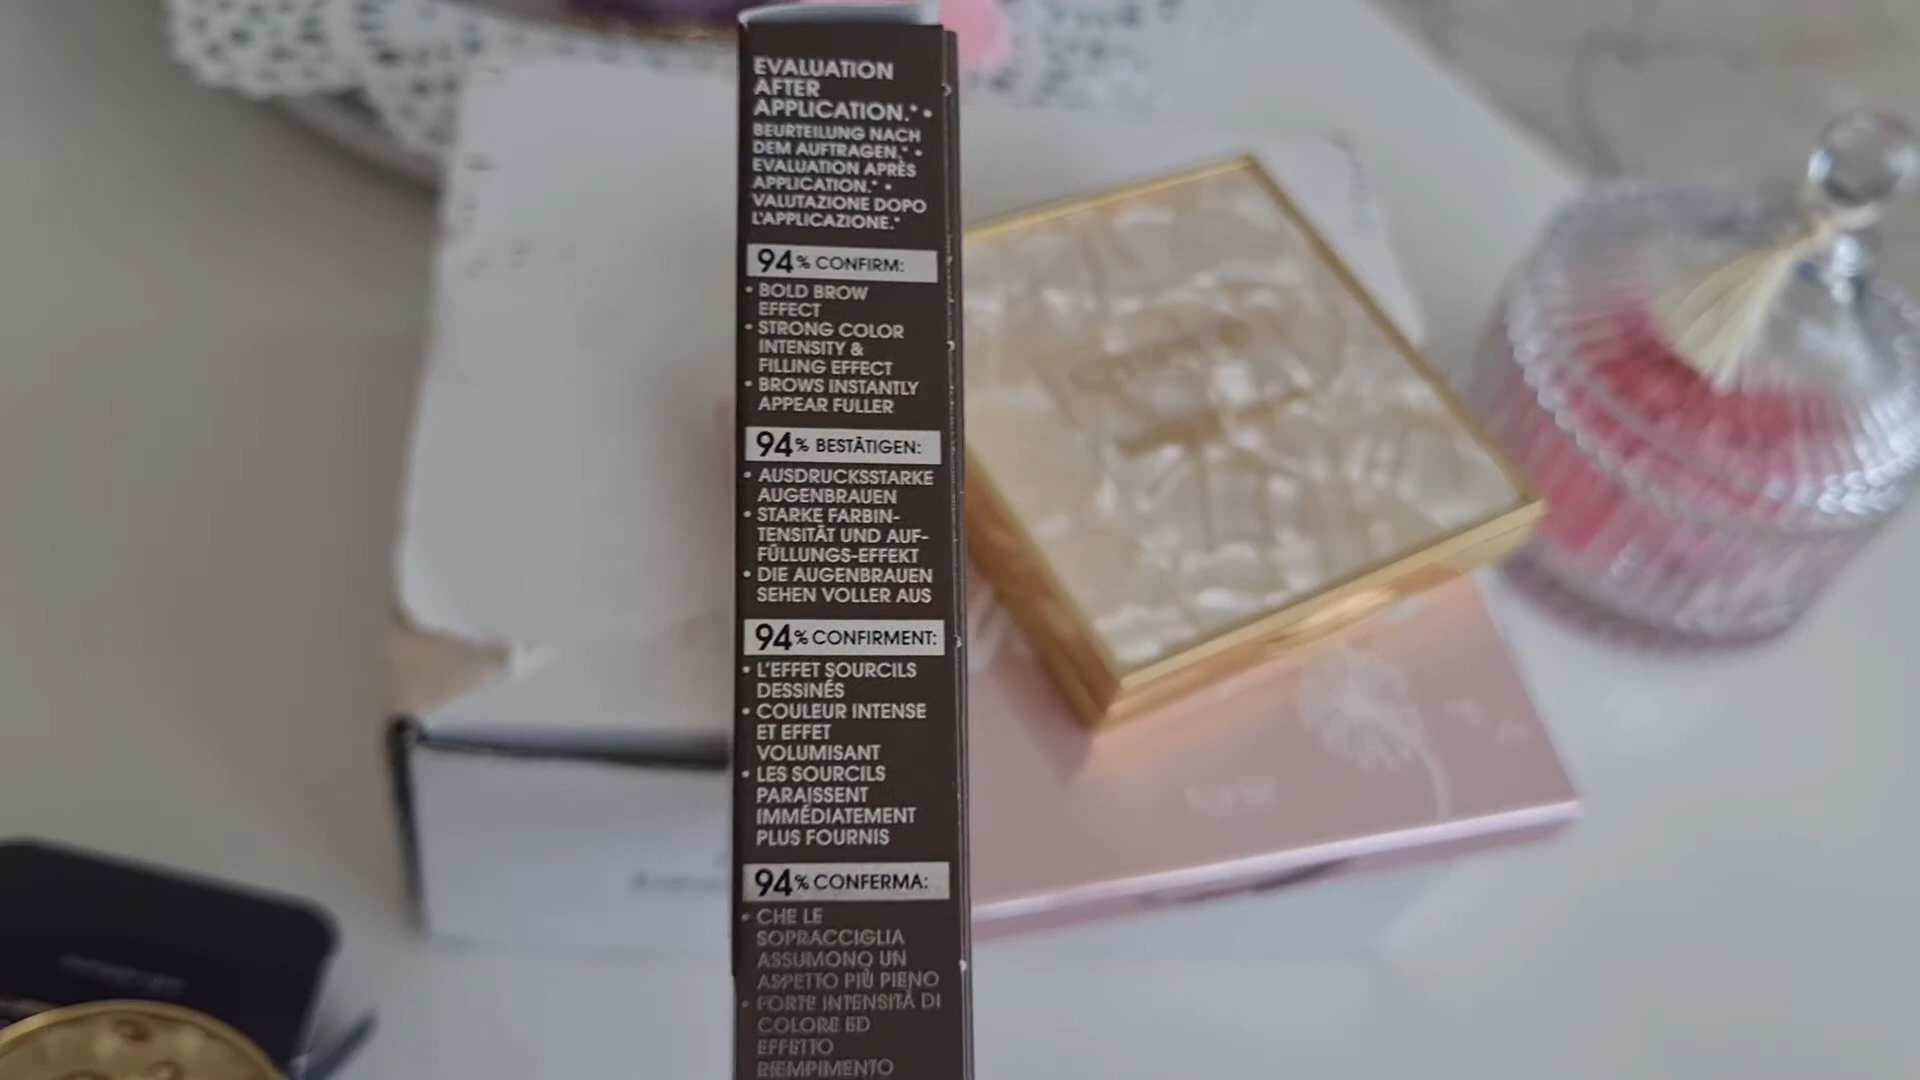 EVALUATION
AFTER
APPLICATION.* •
BEURTEILUNG NACH
DEM AUFTRAGEN.* •
EVALUATION APRÈS
APPLICATION.* •
VALUTAZIONE DOPO
L'APPLICAZIONE.*
94% CONFIRM:
• BOLD BROW
EFFECT
• STRONG COLOR
INTENSITY &
FILLING EFFECT
• BROWS INSTANTLY
APPEAR FULLER
94% BESTÄTIGEN:
• AUSDRUCKSSTARKE
AUGENBRAUEN
• STARKE FARBIN-
TENSITÄT UND AUF-
FÜLLUNGS-EFFEKT
• DIE AUGENBRAUEN
SEHEN VOLLER AUS
94% CONFIRMENT:
• L'EFFET SOURCILS
DESSINÉS
• COULEUR INTENSE
ET EFFET
VOLUMISANT
• LES SOURCILS
PARAISSENT
IMMÉDIATEMENT
PLUS FOURNIS
94% CONFERMA:
• CHE LE
SOPRACCIGLIA
ASSUMONO UN
ASPETTO PIÙ PIENO
• FORTE INTENSITÀ DI
COLORE ED
EFFETTO
RIEMPIMENTO